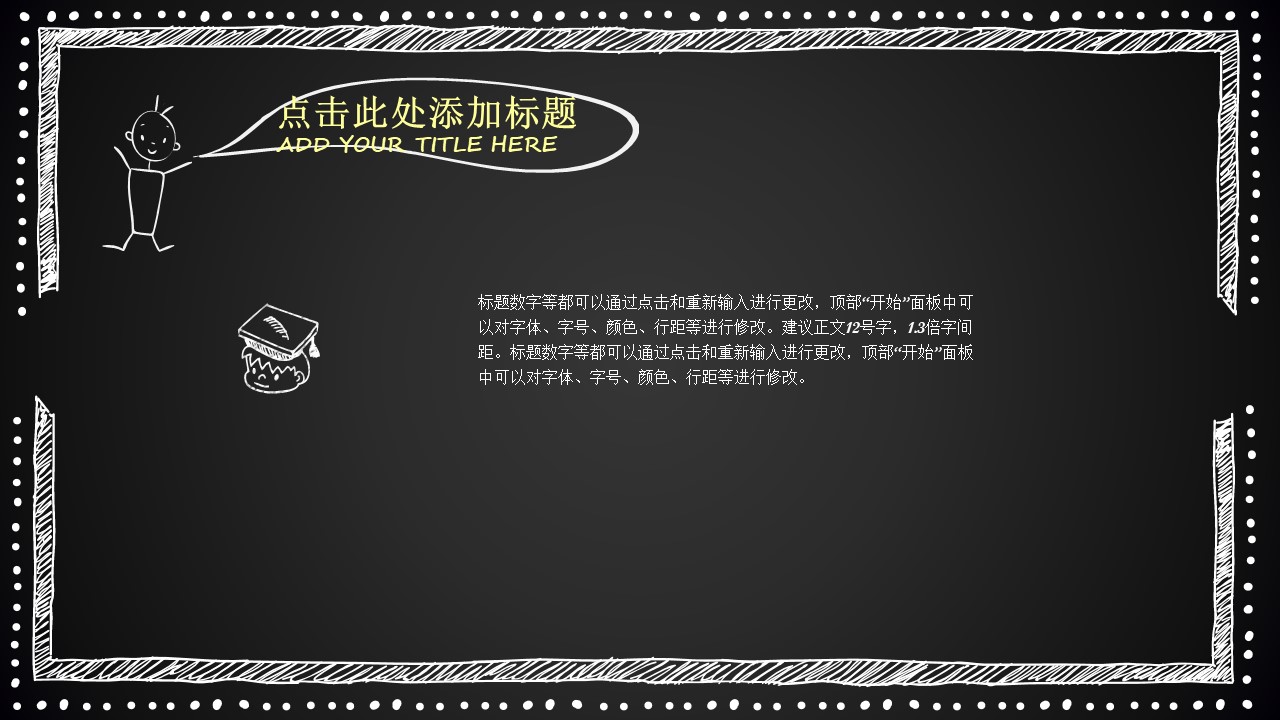 点击此处添加标题
ADD YOUR TITLE HERE
标题数字等都可以通过点击和重新输入进行更改，顶部“开始”面板中可
以对字体、字号、颜色、行距等进行修改。建议正文12号字，1.3倍字间
距。标题数字等都可以通过点击和重新输入进行更改，顶部“开始”面板
中可以对字体、字号、颜色、行距等进行修改。